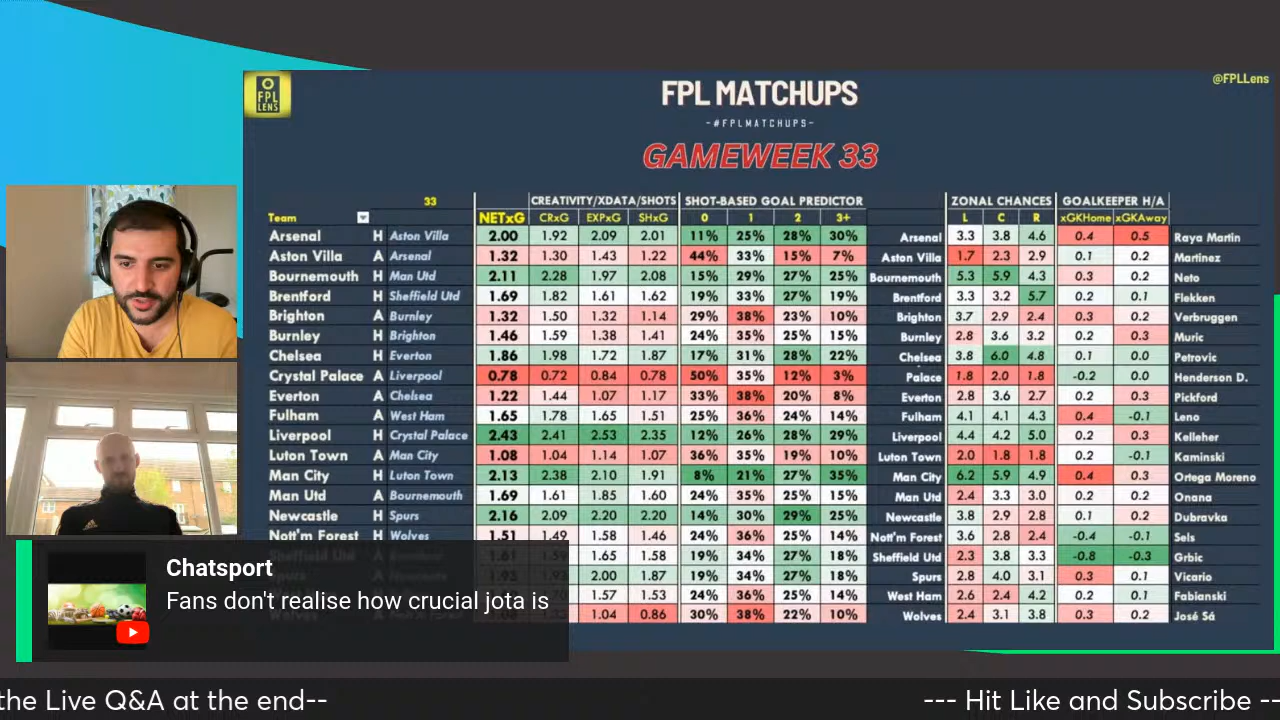 FPL LENS
@FPLLens
FPL MATCHUPS
-#FPLMATCHUPS-
GAMEWEEK 33
33 CREATIVITY/XDATA/SHOTS SHOT-BASED GOAL PREDICTOR ZONAL CHANCES GOALKEEPER H/A
Team NETxG CRxG EXPxG SHxG 0 1 2 3+ L C R xGKHome xGKAway
Arsenal H Aston Villa 2.00 1.92 2.09 2.01 11% 25% 28% 30% Arsenal 3.3 3.8 4.6 0.4 0.5 Raya Martin
Aston Villa A Arsenal 1.32 1.30 1.43 1.22 44% 33% 15% 7% Aston Villa 1.7 2.3 2.9 0.1 0.2 Martinez
Bournemouth H Man Utd 2.11 2.28 1.97 2.08 15% 29% 27% 25% Bournemouth 5.3 5.9 4.3 0.3 0.2 Neto
Brentford H Sheffield Utd 1.69 1.82 1.61 1.62 19% 33% 27% 19% Brentford 3.3 3.2 5.7 0.2 0.1 Flekken
Brighton A Burnley 1.32 1.50 1.32 1.14 29% 38% 23% 10% Brighton 3.7 2.9 2.4 0.3 0.2 Verbruggen
Burnley H Brighton 1.46 1.59 1.38 1.41 24% 35% 25% 15% Burnley 2.8 3.6 3.2 0.2 0.3 Muric
Chelsea H Everton 1.86 1.98 1.72 1.87 17% 31% 28% 22% Chelsea 3.8 6.0 4.8 0.1 0.0 Petrovic
Crystal Palace A Liverpool 0.78 0.72 0.84 0.78 50% 35% 12% 3% Palace 1.8 2.0 1.8 -0.2 0.0 Henderson D.
Everton A Chelsea 1.22 1.44 1.07 1.17 33% 38% 20% 8% Everton 2.8 3.6 2.7 0.2 0.3 Pickford
Fulham A West Ham 1.65 1.78 1.65 1.51 25% 36% 24% 14% Fulham 4.1 4.1 4.3 0.4 -0.1 Leno
Liverpool H Crystal Palace 2.43 2.41 2.53 2.35 12% 26% 28% 29% Liverpool 4.4 4.2 5.0 0.2 0.3 Kelleher
Luton Town A Man City 1.08 1.04 1.14 1.07 36% 35% 19% 10% Luton Town 2.0 1.8 1.8 0.2 -0.1 Kaminski
Man City H Luton Town 2.13 2.38 2.10 1.91 8% 21% 27% 35% Man City 6.2 5.9 4.9 0.4 0.3 Ortega Moreno
Man Utd A Bournemouth 1.69 1.61 1.85 1.60 24% 35% 25% 15% Man Utd 2.4 3.3 3.0 0.2 0.2 Onana
Newcastle H Spurs 2.16 2.09 2.20 2.20 14% 30% 29% 25% Newcastle 3.8 2.9 2.8 0.1 0.2 Dubravka
Nott'm Forest H Wolves 1.51 1.49 1.58 1.46 24% 36% 25% 14% Nott'm Forest 3.6 2.8 2.4 -0.4 -0.1 Sels
Sheffield Utd A 1.65 1.58 19% 34% 27% 18% Sheffield Utd 2.3 3.8 3.3 -0.8 -0.3 Grbic
2.00 1.87 19% 34% 27% 18% Spurs 2.8 4.0 3.1 0.3 0.1 Vicario
1.57 1.53 24% 36% 25% 14% West Ham 2.6 2.4 4.2 0.2 0.1 Fabianski
Wolves 1.04 0.86 30% 38% 22% 10% Wolves 2.4 3.1 3.8 0.3 0.2 José Sá
Chatsport
Fans don't realise how crucial jota is
the Live Q&A at the end-- --- Hit Like and Subscribe --